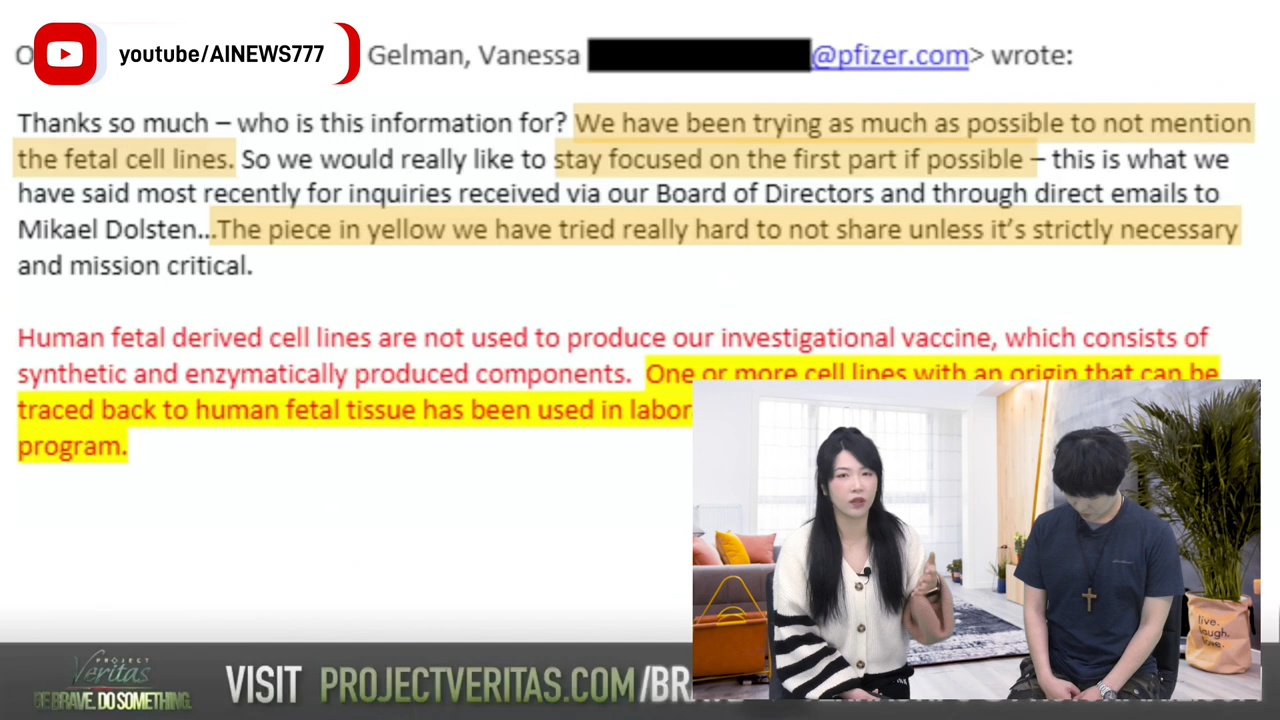 youtube/AINEWS777
Gelman, Vanessa @pfizer.com> wrote:
Thanks so much – who is this information for? We have been trying as much as possible to not mention
the fetal cell lines. So we would really like to stay focused on the first part if possible – this is what we
have said most recently for inquiries received via our Board of Directors and through direct emails to
Mikael Dolsten…The piece in yellow we have tried really hard to not share unless it’s strictly necessary
and mission critical.
Human fetal derived cell lines are not used to produce our investigational vaccine, which consists of
synthetic and enzymatically produced components. One or more cell lines with an origin that can be
traced back to human fetal tissue has been used in labor
program.
live.
laugh.
PROJECT
Veritas
BE BRAVE. DO SOMETHING.
VISIT PROJECTVERITAS.COM/BRA